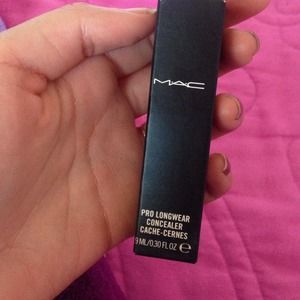 MAC
PRO LONGWEAR
CONCEALER
CACHE-CERNES
9 ML/0.30 FL OZ ℮